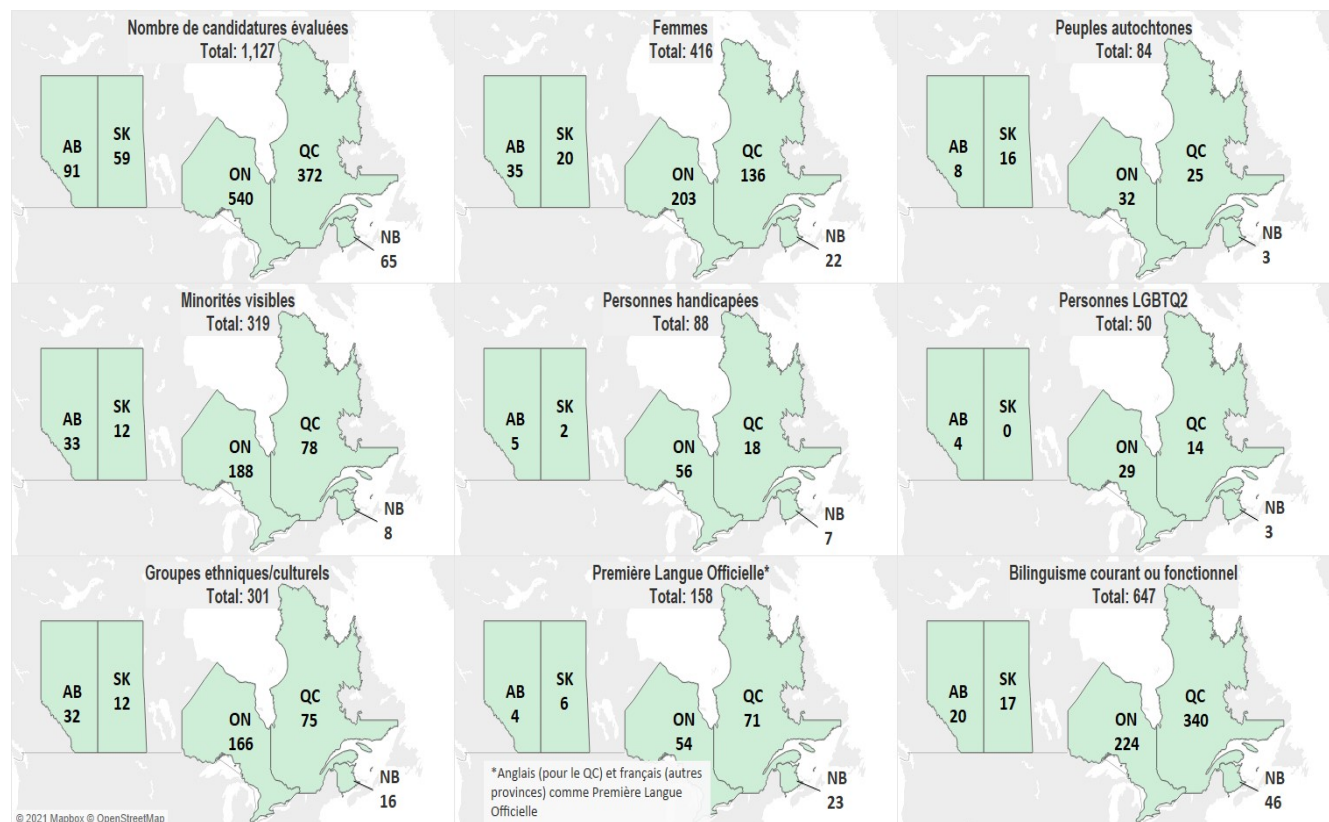 Nombre de candidatures évaluées
Total: 1,127
AB
91
SK
59
ON
540
QC
372
NB
65
Femmes
Total: 416
AB
35
SK
20
ON
203
QC
136
NB
22
Peuples autochtones
Total: 84
AB
8
SK
16
ON
32
QC
25
NB
3
Minorités visibles
Total: 319
AB
33
SK
12
ON
188
QC
78
NB
8
Personnes handicapées
Total: 88
AB
5
SK
2
ON
56
QC
18
NB
7
Personnes LGBTQ2
Total: 50
AB
4
SK
0
ON
29
QC
14
NB
3
Groupes ethniques/culturels
Total: 301
AB
32
SK
12
ON
166
QC
75
NB
16
© 2021 Mapbox © OpenStreetMap
Première Langue Officielle*
Total: 158
AB
4
SK
6
ON
54
QC
71
NB
23
*Anglais (pour le QC) et français (autres
provinces) comme Première Langue
Officielle
Bilinguisme courant ou fonctionnel
Total: 647
AB
20
SK
17
ON
224
QC
340
NB
46